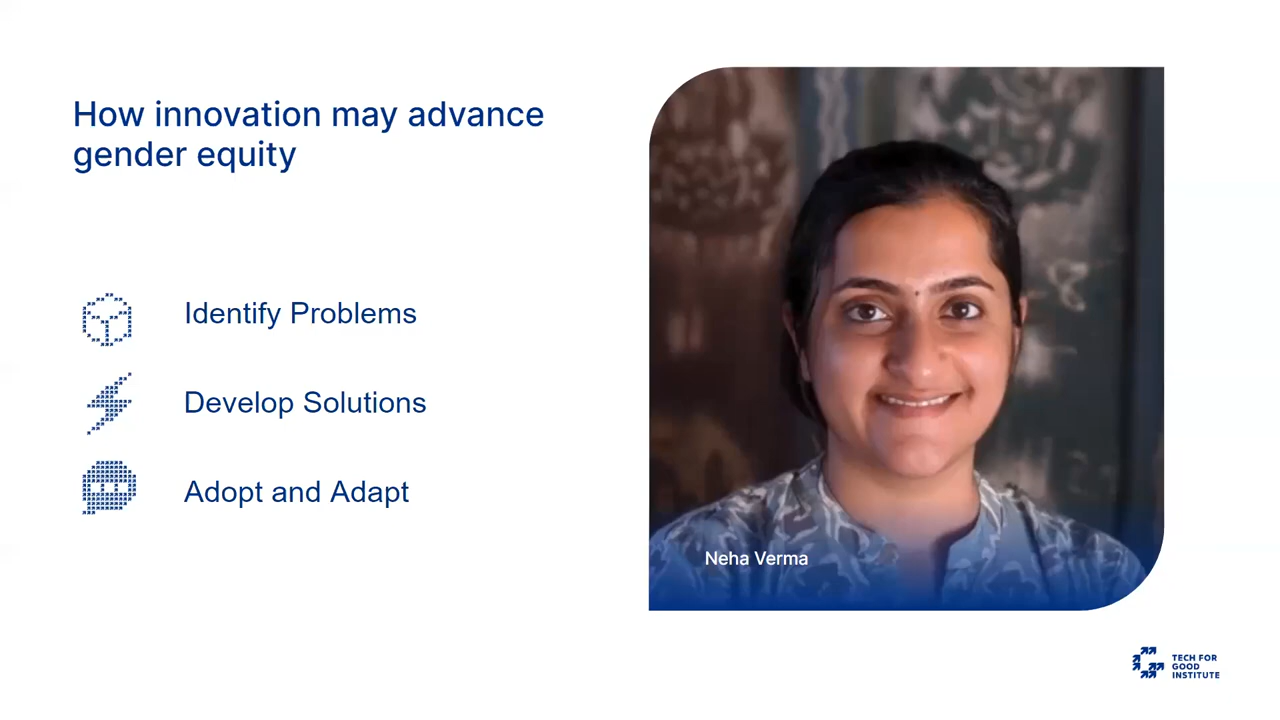 How innovation may advance
gender equity
Identify Problems
Develop Solutions
Adopt and Adapt
Neha Verma
TECH FOR
GOOD
INSTITUTE